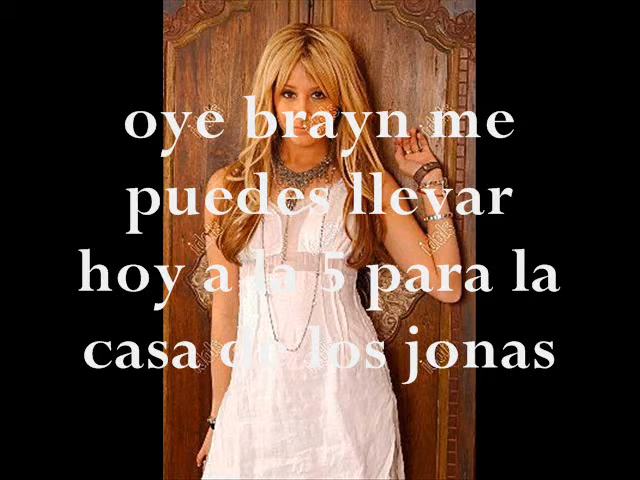 oye brayn me
puedes llevar
hoy a la 5 para la
casa de los jonas